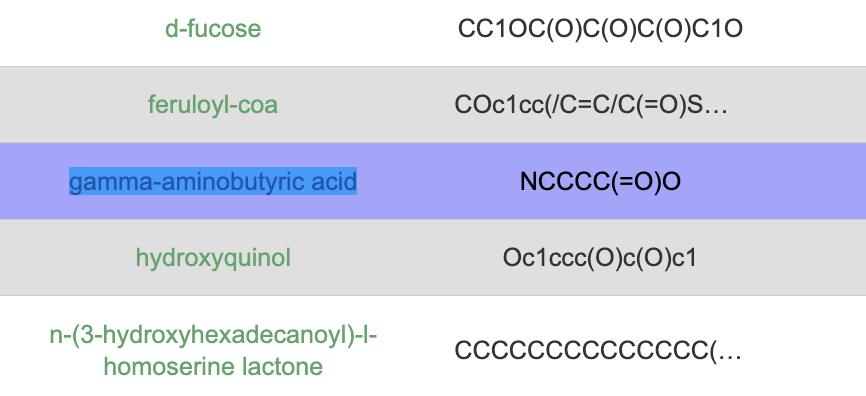 d-fucose CC1OC(O)C(O)C(O)C1O
feruloyl-coa COc1cc(/C=C/C(=O)S…
gamma-aminobutyric acid NCCCC(=O)O
hydroxyquinol Oc1ccc(O)c(O)c1
n-(3-hydroxyhexadecanoyl)-l-
homoserine lactone CCCCCCCCCCCCCC(…